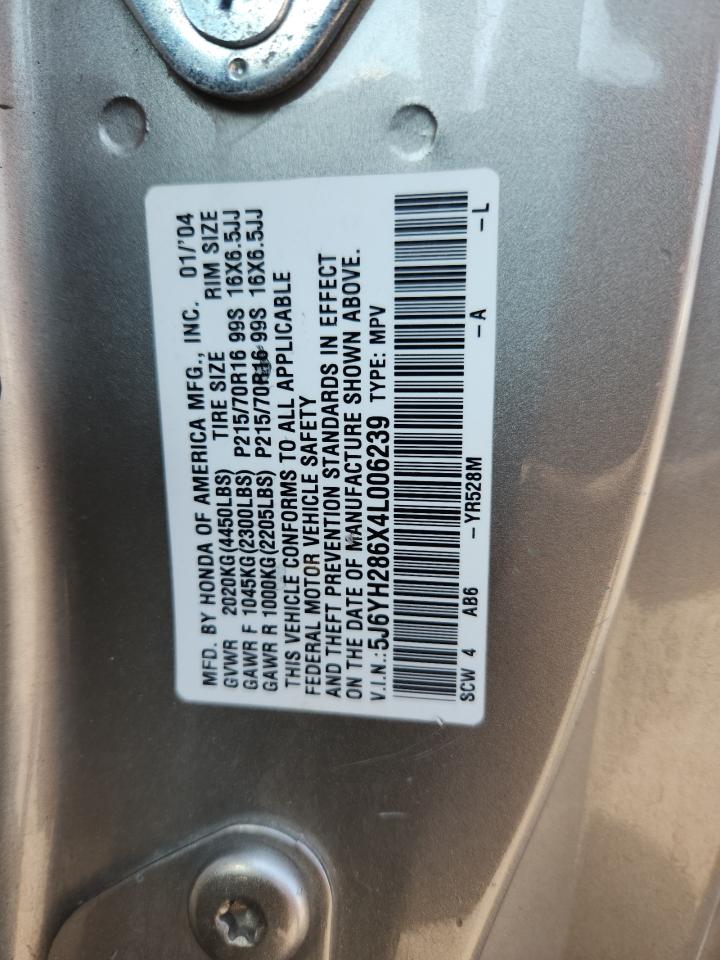 MFD. BY HONDA OF AMERICA MFG., INC. 01/'04
GVWR 2020KG(4450LBS) TIRE SIZE RIM SIZE
GAWR F 1045KG(2300LBS) P215/70R16 99S 16X6.5JJ
GAWR R 1000KG(2205LBS) P215/70R16 99S 16X6.5JJ
THIS VEHICLE CONFORMS TO ALL APPLICABLE
FEDERAL MOTOR VEHICLE SAFETY
AND THEFT PREVENTION STANDARDS IN EFFECT
ON THE DATE OF MANUFACTURE SHOWN ABOVE.
V.I.N.:5J6YH286X4L006239 TYPE: MPV
SCW 4 AB6 -YR528M -A -L